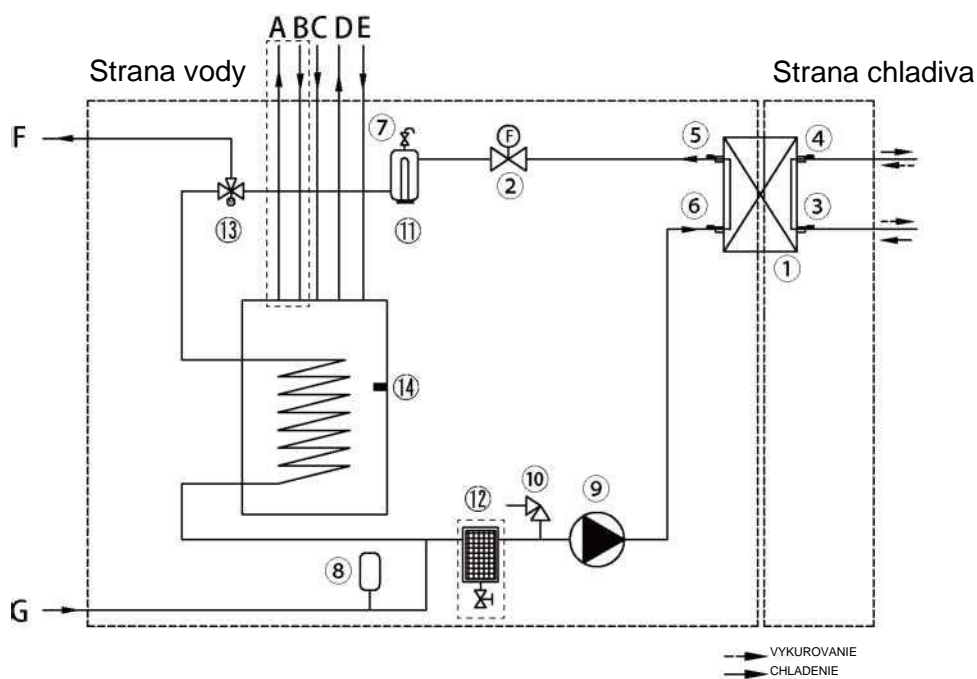 A B C D E
Strana vody
Strana chladiva
F
7
F
5
4
2
6
3
13
11
1
14
10
9
12
8
G
VYKUROVANIE
CHLADENIE